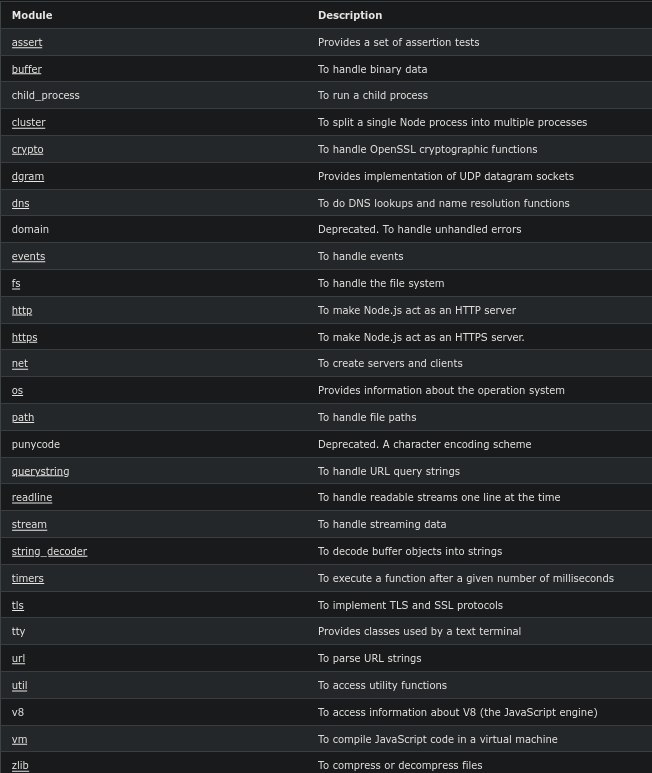 Module Description
assert Provides a set of assertion tests
buffer To handle binary data
child_process To run a child process
cluster To split a single Node process into multiple processes
crypto To handle OpenSSL cryptographic functions
dgram Provides implementation of UDP datagram sockets
dns To do DNS lookups and name resolution functions
domain Deprecated. To handle unhandled errors
events To handle events
fs To handle the file system
http To make Node.js act as an HTTP server
https To make Node.js act as an HTTPS server.
net To create servers and clients
os Provides information about the operation system
path To handle file paths
punycode Deprecated. A character encoding scheme
querystring To handle URL query strings
readline To handle readable streams one line at the time
stream To handle streaming data
string_decoder To decode buffer objects into strings
timers To execute a function after a given number of milliseconds
tls To implement TLS and SSL protocols
tty Provides classes used by a text terminal
url To parse URL strings
util To access utility functions
v8 To access information about V8 (the JavaScript engine)
vm To compile JavaScript code in a virtual machine
zlib To compress or decompress files